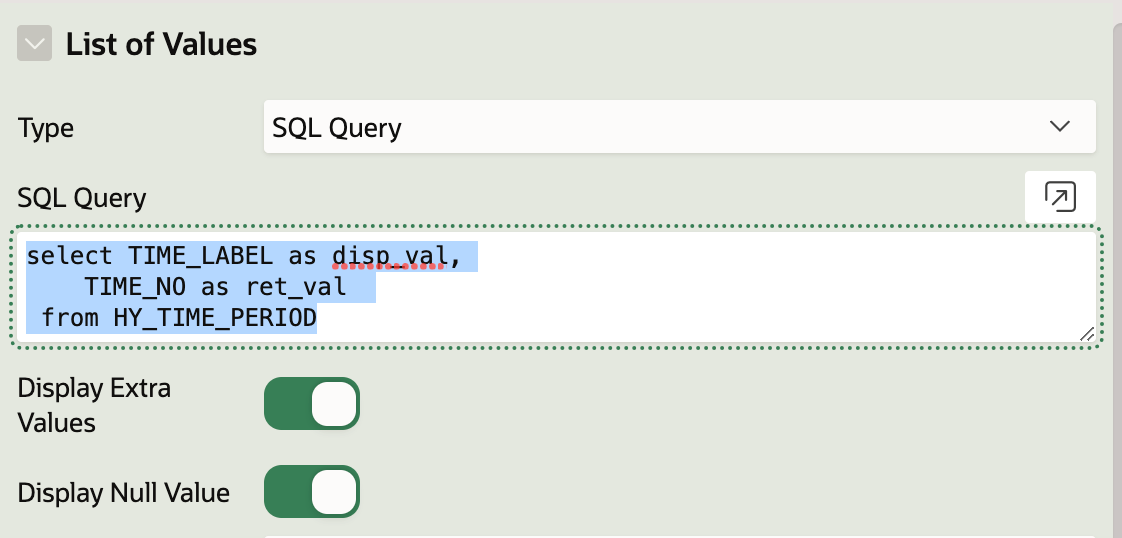 List of Values
Type
SQL Query
SQL Query
select TIME_LABEL as disp_val,
    TIME_NO as ret_val
 from HY_TIME_PERIOD
Display Extra
Values
Display Null Value